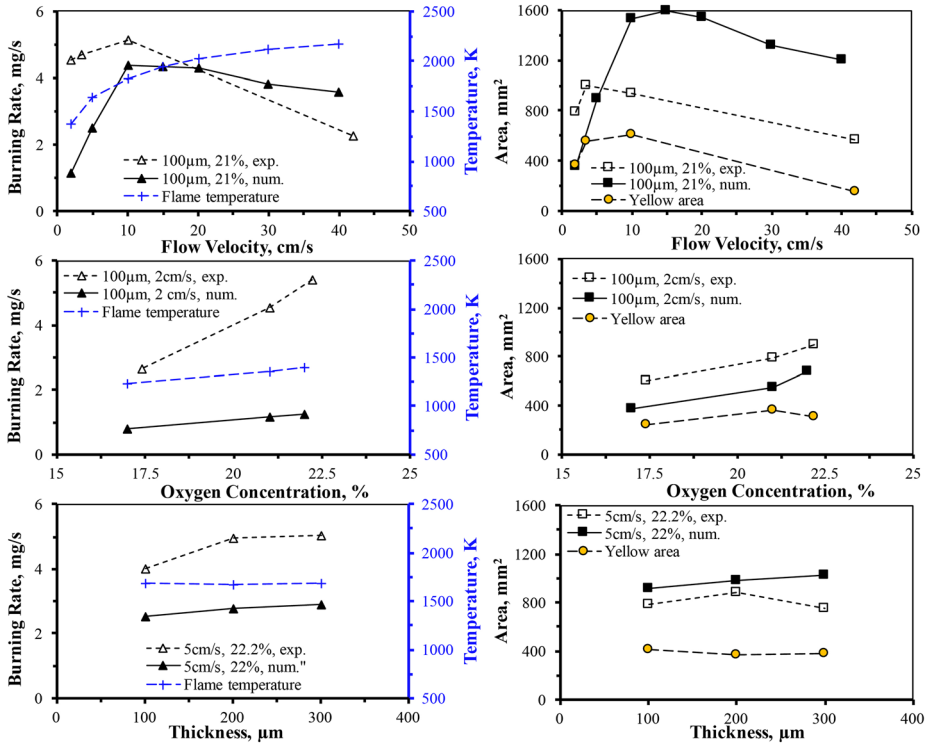 Burning Rate, mg/s
6
4
2
0
100µm, 21%, exp.
100µm, 21%, num.
Flame temperature
0
10
20
30
40
50
Flow Velocity, cm/s
2500
2000
1500
1000
500
Temperature, K
Area, mm²
1600
1200
800
400
0
100µm, 21%, exp.
100µm, 21%, num.
Yellow area
0
10
20
30
40
50
Flow Velocity, cm/s
Burning Rate, mg/s
6
4
2
0
100µm, 2cm/s, exp.
100µm, 2 cm/s, num.
Flame temperature
15
17.5
20
22.5
25
Oxygen Concentration, %
2500
2000
1500
1000
500
Temperature, K
Area, mm²
1600
1200
800
400
0
100µm, 2cm/s, exp.
100µm, 2cm/s, num.
Yellow area
15
17.5
20
22.5
25
Oxygen Concentration, %
Burning Rate, mg/s
6
4
2
0
5cm/s, 22.2%, exp.
5cm/s, 22%, num."
Flame temperature
0
100
200
300
400
Thickness, µm
2500
2000
1500
1000
500
Temperature, K
Area, mm²
1600
1200
800
400
0
5cm/s, 22.2%, exp.
5cm/s, 22%, num.
Yellow area
0
100
200
300
400
Thickness, µm